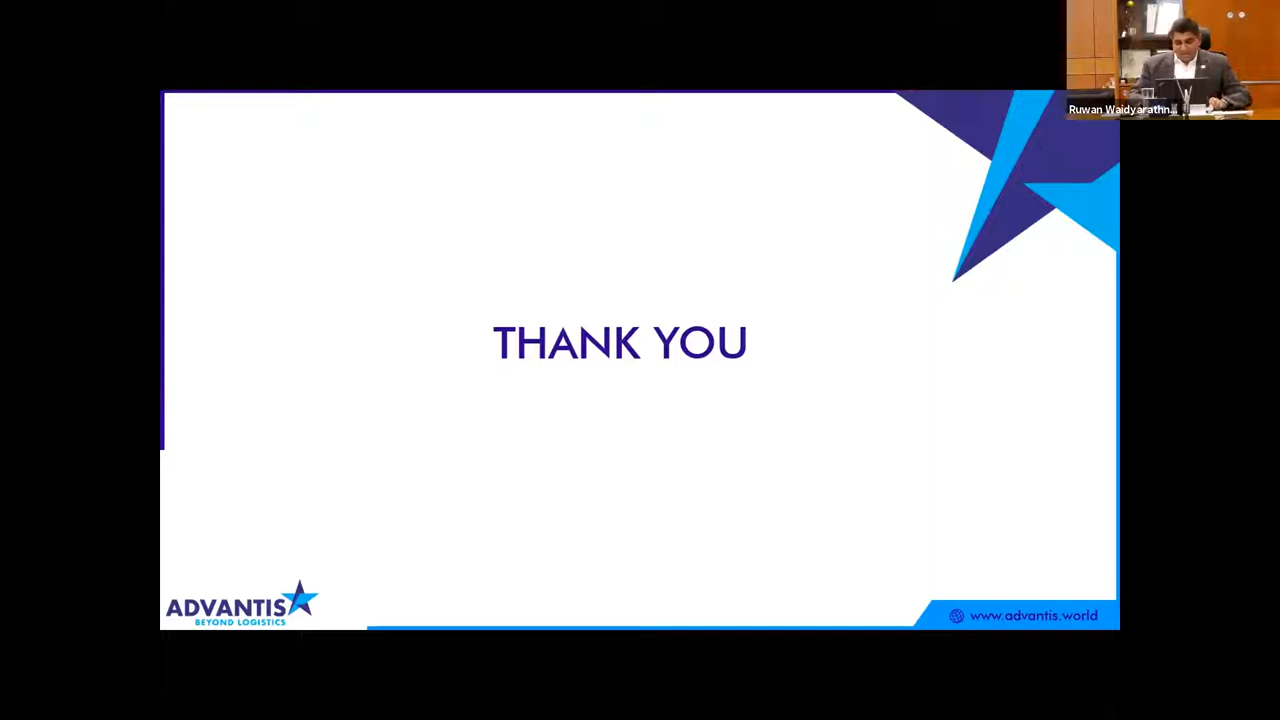 Ruwan Waidyarathn...
THANK YOU
ADVANTIS
BEYOND LOGISTICS
www.advantis.world